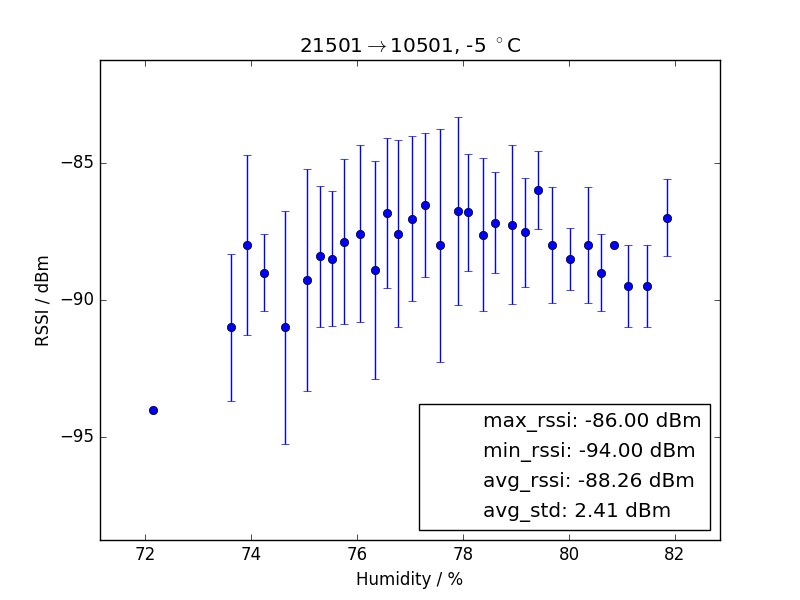 21501→10501, -5 °C
RSSI / dBm
−85
−90
−95
max_rssi: -86.00 dBm
min_rssi: -94.00 dBm
avg_rssi: -88.26 dBm
avg_std: 2.41 dBm
72 74 76 78 80 82
Humidity / %